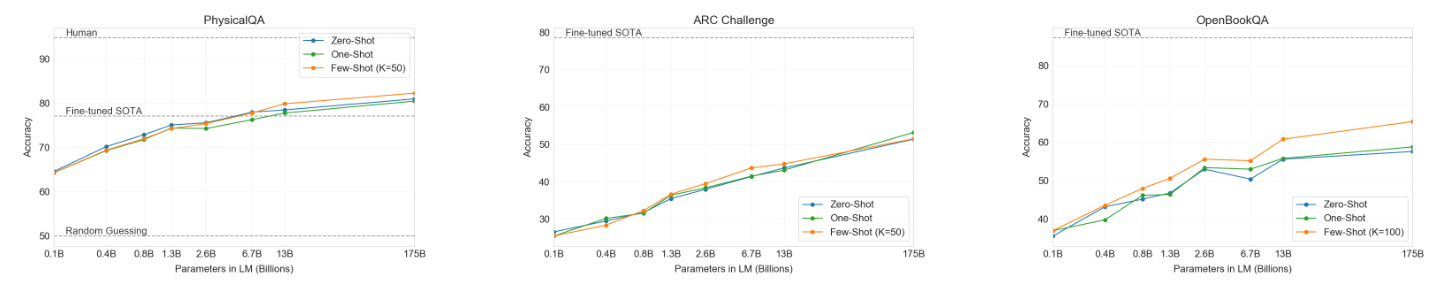 PhysicalQA
Human
Zero-Shot
One-Shot
Few-Shot (K=50)
90
80
Fine-tuned SOTA
70
60
Random Guessing
50
Accuracy
0.1B 0.4B 0.8B 1.3B 2.6B 6.7B 13B 175B
Parameters in LM (Billions)
ARC Challenge
80
Fine-tuned SOTA
70
60
50
40
30
Accuracy
Zero-Shot
One-Shot
Few-Shot (K=50)
0.1B 0.4B 0.8B 1.3B 2.6B 6.7B 13B 175B
Parameters in LM (Billions)
OpenBookQA
Fine-tuned SOTA
80
70
60
50
40
Accuracy
Zero-Shot
One-Shot
Few-Shot (K=100)
0.1B 0.4B 0.8B 1.3B 2.6B 6.7B 13B 175B
Parameters in LM (Billions)